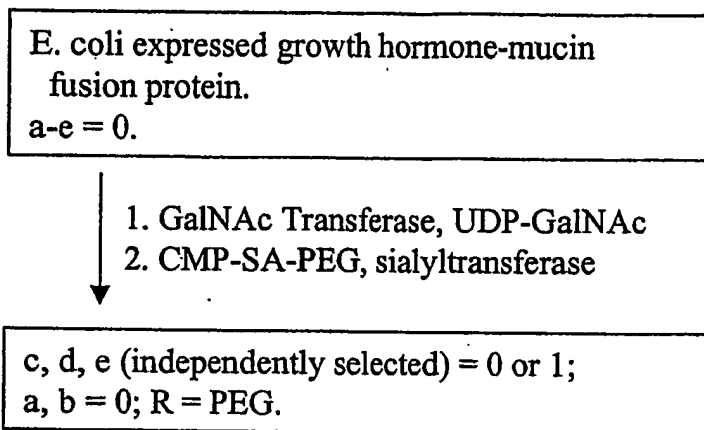 E. coli expressed growth hormone-mucin
fusion protein.
a-e = 0.
1. GalNAc Transferase, UDP-GalNAc
2. CMP-SA-PEG, sialyltransferase
c, d, e (independently selected) = 0 or 1;
a, b = 0; R = PEG.